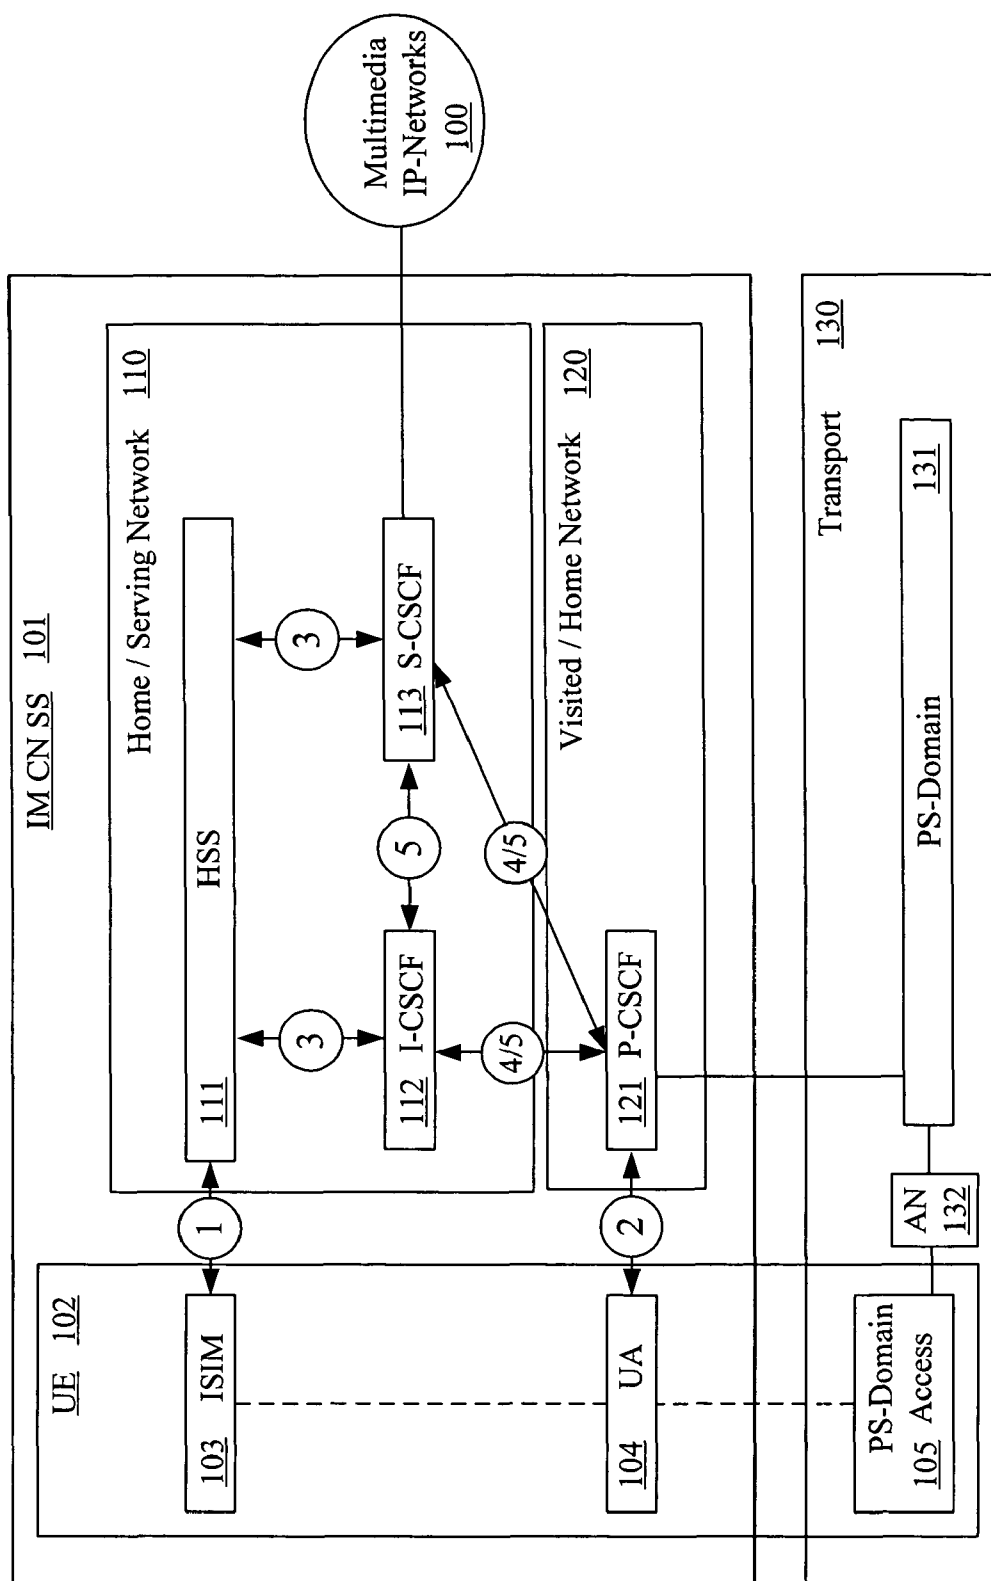 IM CN SS 101
UE 102
Home / Serving Network 110
Multimedia
IP-Networks
100
103 ISIM
1
111 HSS
3
3
112 I-CSCF
5
113 S-CSCF
4/5
4/5
Visited / Home Network 120
104 UA
2
121 P-CSCF
Transport 130
PS-Domain
105 Access
AN
132
PS-Domain 131